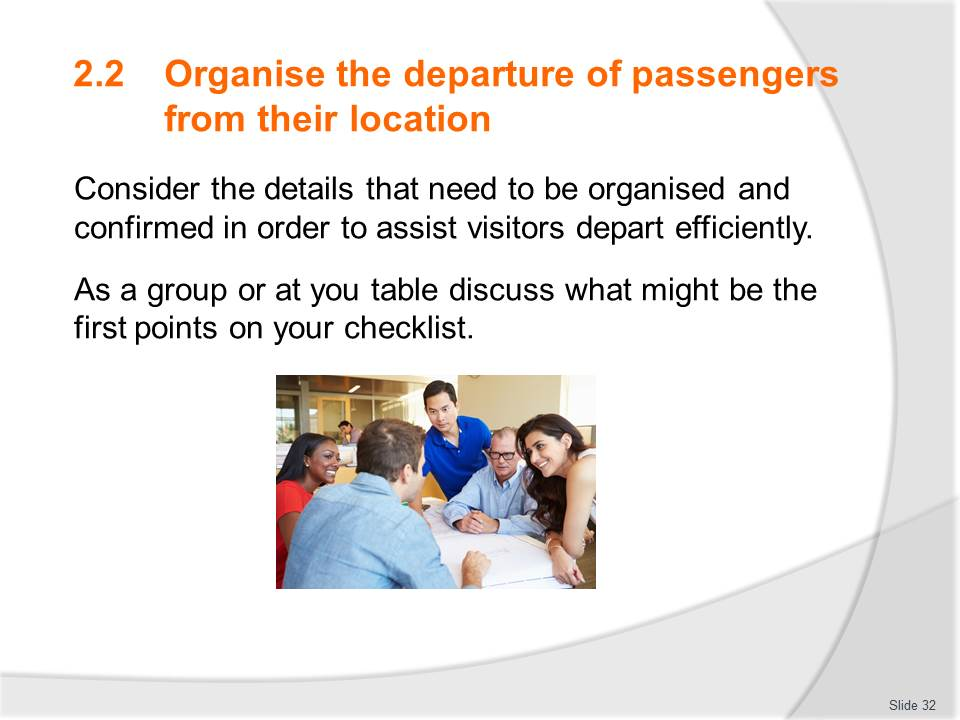 2.2 Organise the departure of passengers
from their location
Consider the details that need to be organised and
confirmed in order to assist visitors depart efficiently.
As a group or at you table discuss what might be the
first points on your checklist.
Slide 32